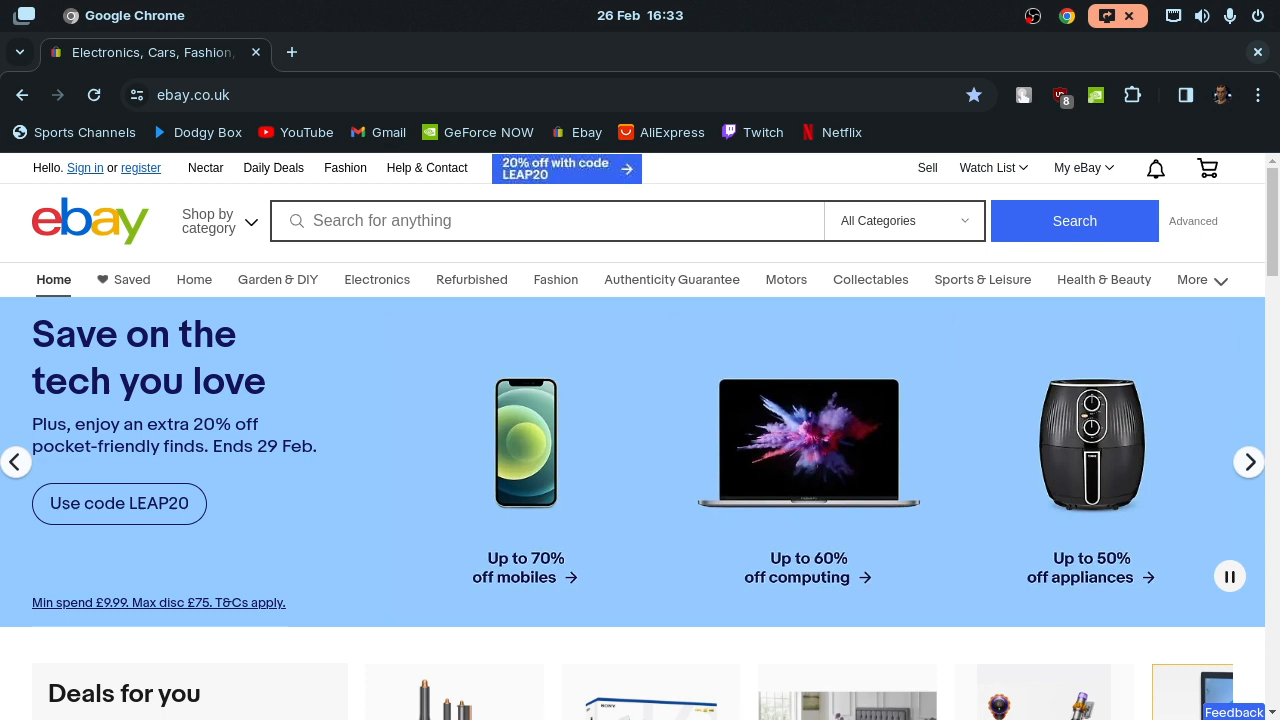 Google Chrome
26 Feb 16:33
Electronics, Cars, Fashion,
ebay.co.uk
8
Sports Channels
Dodgy Box
YouTube
Gmail
GeForce NOW
Ebay
AliExpress
Twitch
Netflix
Hello. Sign in or register
Nectar
Daily Deals
Fashion
Help & Contact
20% off with code
LEAP20
Sell
Watch List
My eBay
ebay
Shop by
category
Search for anything
All Categories
Search
Advanced
Home
Saved
Home
Garden & DIY
Electronics
Refurbished
Fashion
Authenticity Guarantee
Motors
Collectables
Sports & Leisure
Health & Beauty
More
Save on the
tech you love
Plus, enjoy an extra 20% off
pocket-friendly finds. Ends 29 Feb.
Use code LEAP20
Up to 70%
off mobiles
Up to 60%
off computing
Up to 50%
off appliances
Min spend £9.99. Max disc £75. T&Cs apply.
Deals for you
SONY
Feedback